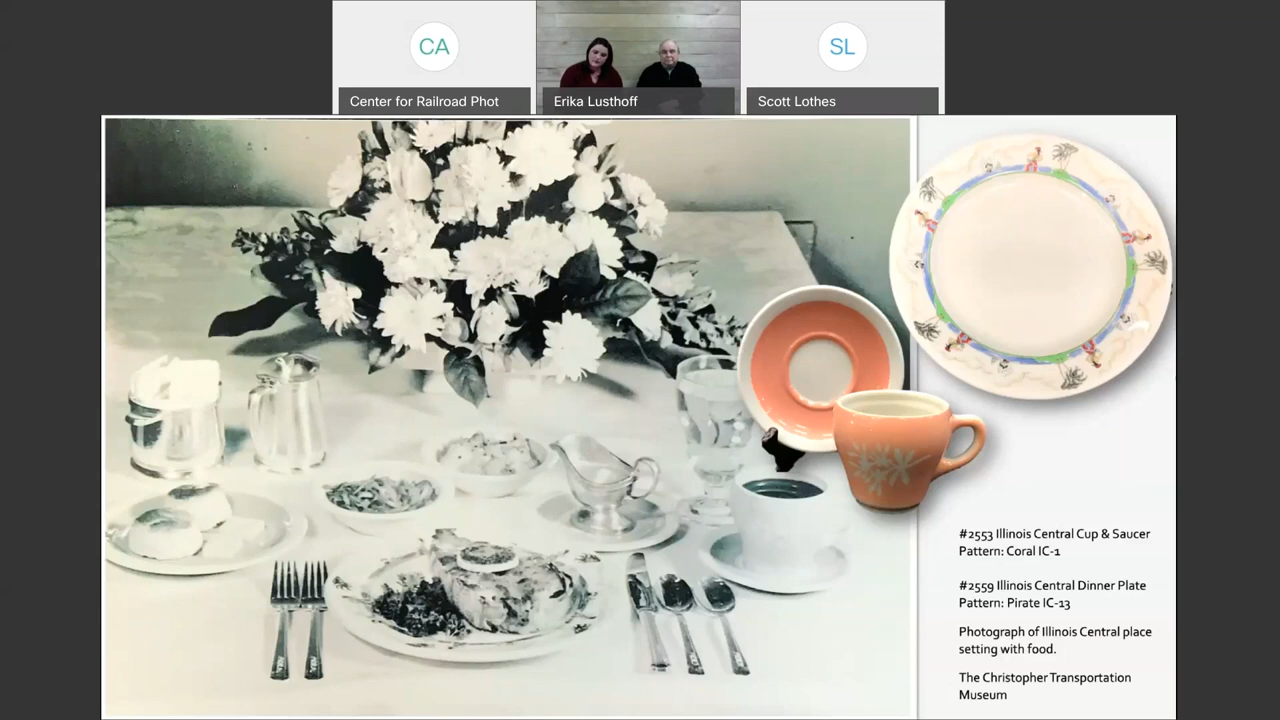 CA
SL
Center for Railroad Phot
Erika Lusthoff
Scott Lothes
#2553 Illinois Central Cup & Saucer
Pattern: Coral IC-1
#2559 Illinois Central Dinner Plate
Pattern: Pirate IC-13
Photograph of Illinois Central place
setting with food.
The Christopher Transportation
Museum